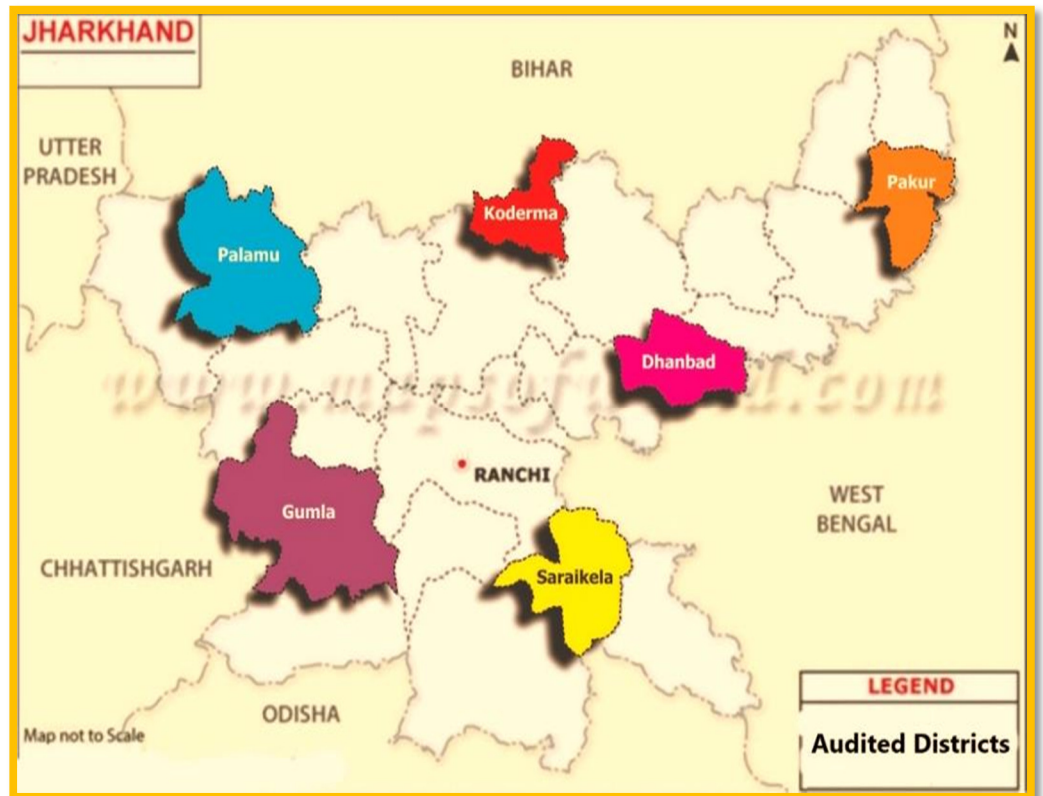 JHARKHAND
N
BIHAR
UTTER
PRADESH
Palamu
Koderma
Pakur
Dhanbad
RANCHI
Gumla
Saraikela
WEST
BENGAL
CHHATTISHGARH
ODISHA
Map not to Scale
LEGEND
Audited Districts